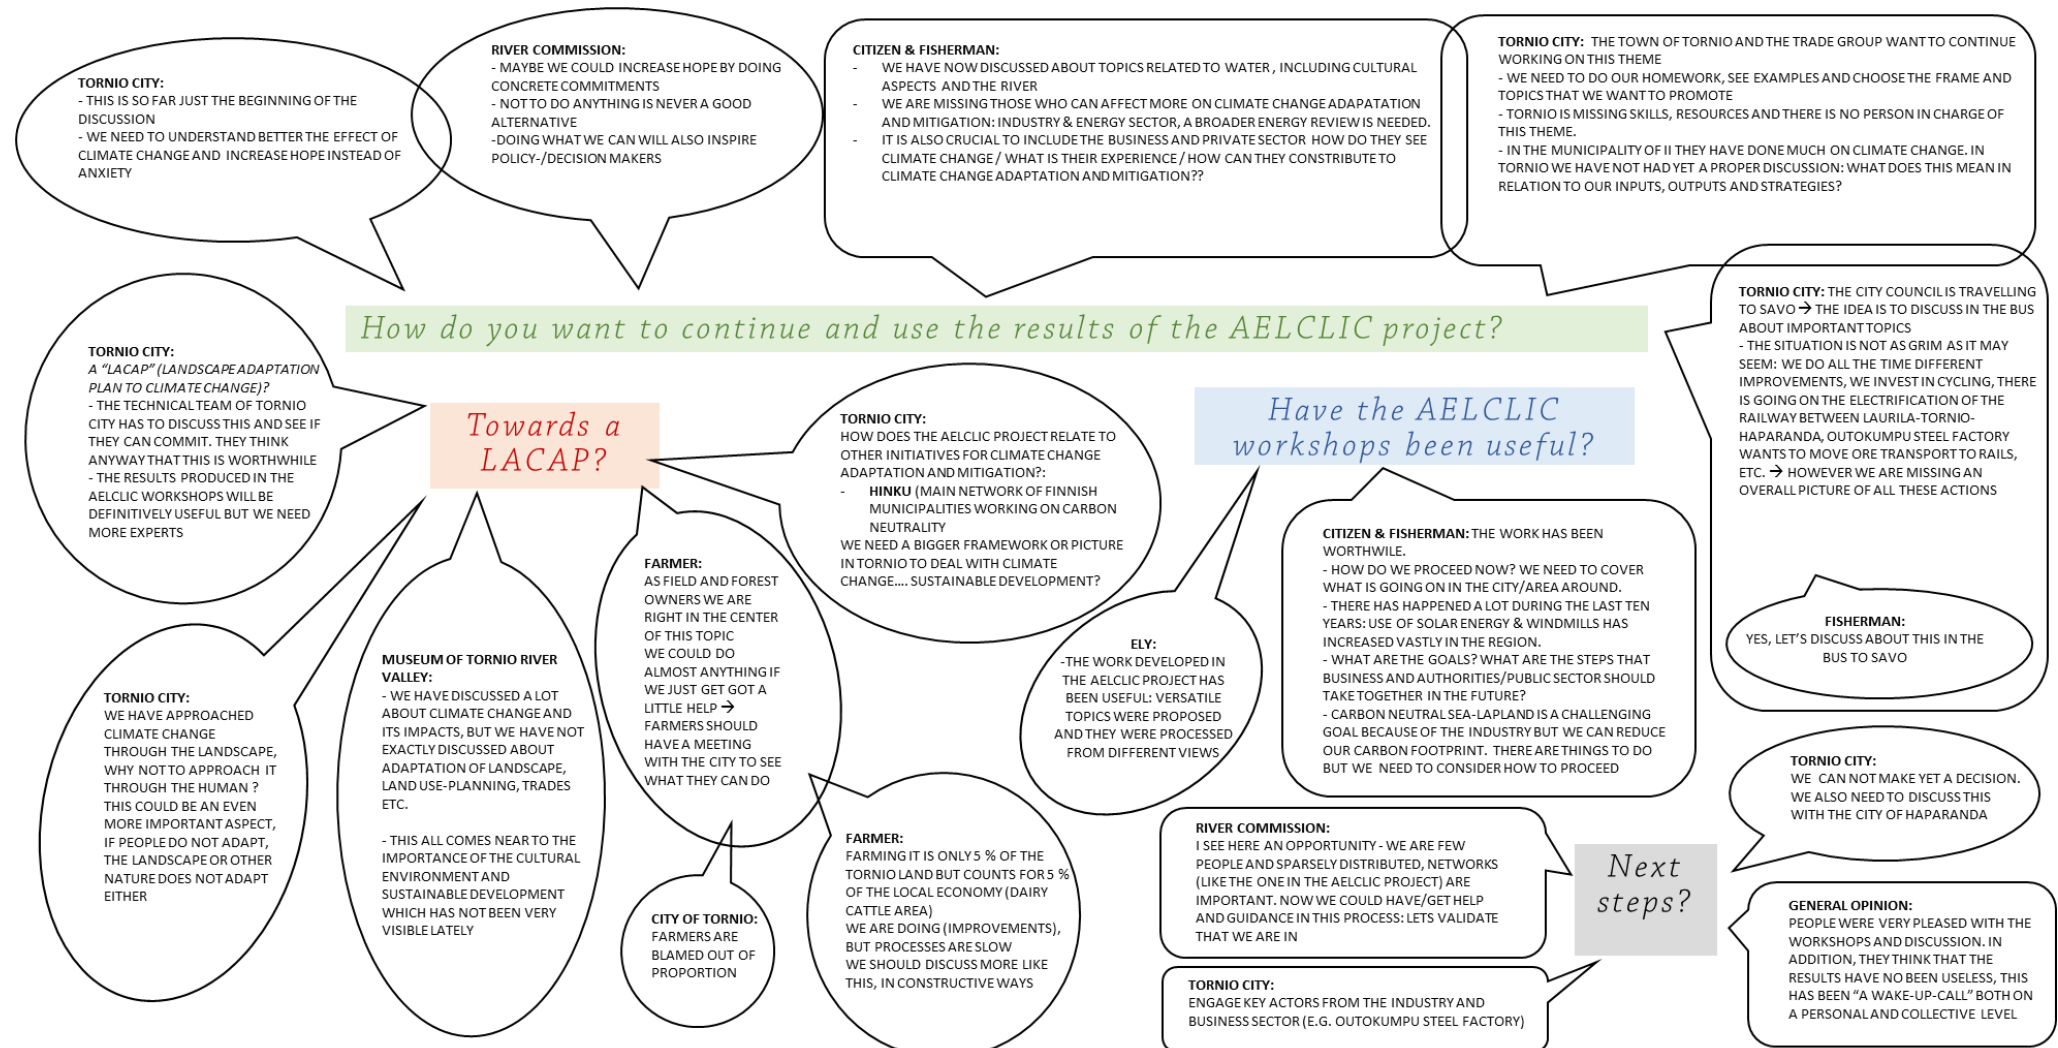 TORNIO CITY:
- THIS IS SO FAR JUST THE BEGINNING OF THE
DISCUSSION
- WE NEED TO UNDERSTAND BETTER THE EFFECT OF
CLIMATE CHANGE AND INCREASE HOPE INSTEAD OF
ANXIETY
RIVER COMMISSION:
- MAYBE WE COULD INCREASE HOPE BY DOING
CONCRETE COMMITMENTS
- NOT TO DO ANYTHING IS NEVER A GOOD
ALTERNATIVE
-DOING WHAT WE CAN WILL ALSO INSPIRE
POLICY-/DECISION MAKERS
CITIZEN & FISHERMAN:
- WE HAVE NOW DISCUSSED ABOUT TOPICS RELATED TO WATER , INCLUDING CULTURAL
ASPECTS AND THE RIVER
- WE ARE MISSING THOSE WHO CAN AFFECT MORE ON CLIMATE CHANGE ADAPATATION
AND MITIGATION: INDUSTRY & ENERGY SECTOR, A BROADER ENERGY REVIEW IS NEEDED.
- IT IS ALSO CRUCIAL TO INCLUDE THE BUSINESS AND PRIVATE SECTOR HOW DO THEY SEE
CLIMATE CHANGE / WHAT IS THEIR EXPERIENCE / HOW CAN THEY CONSTRIBUTE TO
CLIMATE CHANGE ADAPTATION AND MITIGATION??
TORNIO CITY: THE TOWN OF TORNIO AND THE TRADE GROUP WANT TO CONTINUE
WORKING ON THIS THEME
- WE NEED TO DO OUR HOMEWORK, SEE EXAMPLES AND CHOOSE THE FRAME AND
TOPICS THAT WE WANT TO PROMOTE
- TORNIO IS MISSING SKILLS, RESOURCES AND THERE IS NO PERSON IN CHARGE OF
THIS THEME.
- IN THE MUNICIPALITY OF II THEY HAVE DONE MUCH ON CLIMATE CHANGE. IN
TORNIO WE HAVE NOT HAD YET A PROPER DISCUSSION: WHAT DOES THIS MEAN IN
RELATION TO OUR INPUTS, OUTPUTS AND STRATEGIES?
How do you want to continue and use the results of the AELCLIC project?
TORNIO CITY: THE CITY COUNCIL IS TRAVELLING
TO SAVO → THE IDEA IS TO DISCUSS IN THE BUS
ABOUT IMPORTANT TOPICS
- THE SITUATION IS NOT AS GRIM AS IT MAY
SEEM: WE DO ALL THE TIME DIFFERENT
IMPROVEMENTS, WE INVEST IN CYCLING, THERE
IS GOING ON THE ELECTRIFICATION OF THE
RAILWAY BETWEEN LAURILA-TORNIO-
HAPARANDA, OUTOKUMPU STEEL FACTORY
WANTS TO MOVE ORE TRANSPORT TO RAILS,
ETC. → HOWEVER WE ARE MISSING AN
OVERALL PICTURE OF ALL THESE ACTIONS
FISHERMAN:
YES, LET'S DISCUSS ABOUT THIS IN THE
BUS TO SAVO
TORNIO CITY:
A "LACAP" (LANDSCAPE ADAPTATION
PLAN TO CLIMATE CHANGE)?
- THE TECHNICAL TEAM OF TORNIO
CITY HAS TO DISCUSS THIS AND SEE IF
THEY CAN COMMIT. THEY THINK
ANYWAY THAT THIS IS WORTHWHILE
- THE RESULTS PRODUCED IN THE
AELCLIC WORKSHOPS WILL BE
DEFINITIVELY USEFUL BUT WE NEED
MORE EXPERTS
Towards a
LACAP?
TORNIO CITY:
HOW DOES THE AELCLIC PROJECT RELATE TO
OTHER INITIATIVES FOR CLIMATE CHANGE
ADAPTATION AND MITIGATION?:
- HINKU (MAIN NETWORK OF FINNISH
MUNICIPALITIES WORKING ON CARBON
NEUTRALITY
WE NEED A BIGGER FRAMEWORK OR PICTURE
IN TORNIO TO DEAL WITH CLIMATE
CHANGE.... SUSTAINABLE DEVELOPMENT?
TORNIO CITY:
WE HAVE APPROACHED
CLIMATE CHANGE
THROUGH THE LANDSCAPE,
WHY NOT TO APPROACH IT
THROUGH THE HUMAN ?
THIS COULD BE AN EVEN
MORE IMPORTANT ASPECT,
IF PEOPLE DO NOT ADAPT,
THE LANDSCAPE OR OTHER
NATURE DOES NOT ADAPT
EITHER
MUSEUM OF TORNIO RIVER
VALLEY:
- WE HAVE DISCUSSED A LOT
ABOUT CLIMATE CHANGE AND
ITS IMPACTS, BUT WE HAVE NOT
EXACTLY DISCUSSED ABOUT
ADAPTATION OF LANDSCAPE,
LAND USE-PLANNING, TRADES
ETC.
- THIS ALL COMES NEAR TO THE
IMPORTANCE OF THE CULTURAL
ENVIRONMENT AND
SUSTAINABLE DEVELOPMENT
WHICH HAS NOT BEEN VERY
VISIBLE LATELY
FARMER:
AS FIELD AND FOREST
OWNERS WE ARE
RIGHT IN THE CENTER
OF THIS TOPIC
WE COULD DO
ALMOST ANYTHING IF
WE JUST GET GOT A
LITTLE HELP →
FARMERS SHOULD
HAVE A MEETING
WITH THE CITY TO SEE
WHAT THEY CAN DO
CITY OF TORNIO:
FARMERS ARE
BLAMED OUT OF
PROPORTION
FARMER:
FARMING IT IS ONLY 5 % OF THE
TORNIO LAND BUT COUNTS FOR 5 %
OF THE LOCAL ECONOMY (DAIRY
CATTLE AREA)
WE ARE DOING (IMPROVEMENTS),
BUT PROCESSES ARE SLOW
WE SHOULD DISCUSS MORE LIKE
THIS, IN CONSTRUCTIVE WAYS
Have the AELCLIC
workshops been useful?
ELY:
-THE WORK DEVELOPED IN
THE AELCLIC PROJECT HAS
BEEN USEFUL: VERSATILE
TOPICS WERE PROPOSED
AND THEY WERE PROCESSED
FROM DIFFERENT VIEWS
CITIZEN & FISHERMAN: THE WORK HAS BEEN
WORTHWILE.
- HOW DO WE PROCEED NOW? WE NEED TO COVER
WHAT IS GOING ON IN THE CITY/AREA AROUND.
- THERE HAS HAPPENED A LOT DURING THE LAST TEN
YEARS: USE OF SOLAR ENERGY & WINDMILLS HAS
INCREASED VASTLY IN THE REGION.
- WHAT ARE THE GOALS? WHAT ARE THE STEPS THAT
BUSINESS AND AUTHORITIES/PUBLIC SECTOR SHOULD
TAKE TOGETHER IN THE FUTURE?
- CARBON NEUTRAL SEA-LAPLAND IS A CHALLENGING
GOAL BECAUSE OF THE INDUSTRY BUT WE CAN REDUCE
OUR CARBON FOOTPRINT. THERE ARE THINGS TO DO
BUT WE NEED TO CONSIDER HOW TO PROCEED
RIVER COMMISSION:
I SEE HERE AN OPPORTUNITY - WE ARE FEW
PEOPLE AND SPARSELY DISTRIBUTED, NETWORKS
(LIKE THE ONE IN THE AELCLIC PROJECT) ARE
IMPORTANT. NOW WE COULD HAVE/GET HELP
AND GUIDANCE IN THIS PROCESS: LETS VALIDATE
THAT WE ARE IN
TORNIO CITY:
ENGAGE KEY ACTORS FROM THE INDUSTRY AND
BUSINESS SECTOR (E.G. OUTOKUMPU STEEL FACTORY)
Next
steps?
TORNIO CITY:
WE CAN NOT MAKE YET A DECISION.
WE ALSO NEED TO DISCUSS THIS
WITH THE CITY OF HAPARANDA
GENERAL OPINION:
PEOPLE WERE VERY PLEASED WITH THE
WORKSHOPS AND DISCUSSION. IN
ADDITION, THEY THINK THAT THE
RESULTS HAVE NO BEEN USELESS, THIS
HAS BEEN "A WAKE-UP-CALL" BOTH ON
A PERSONAL AND COLLECTIVE LEVEL